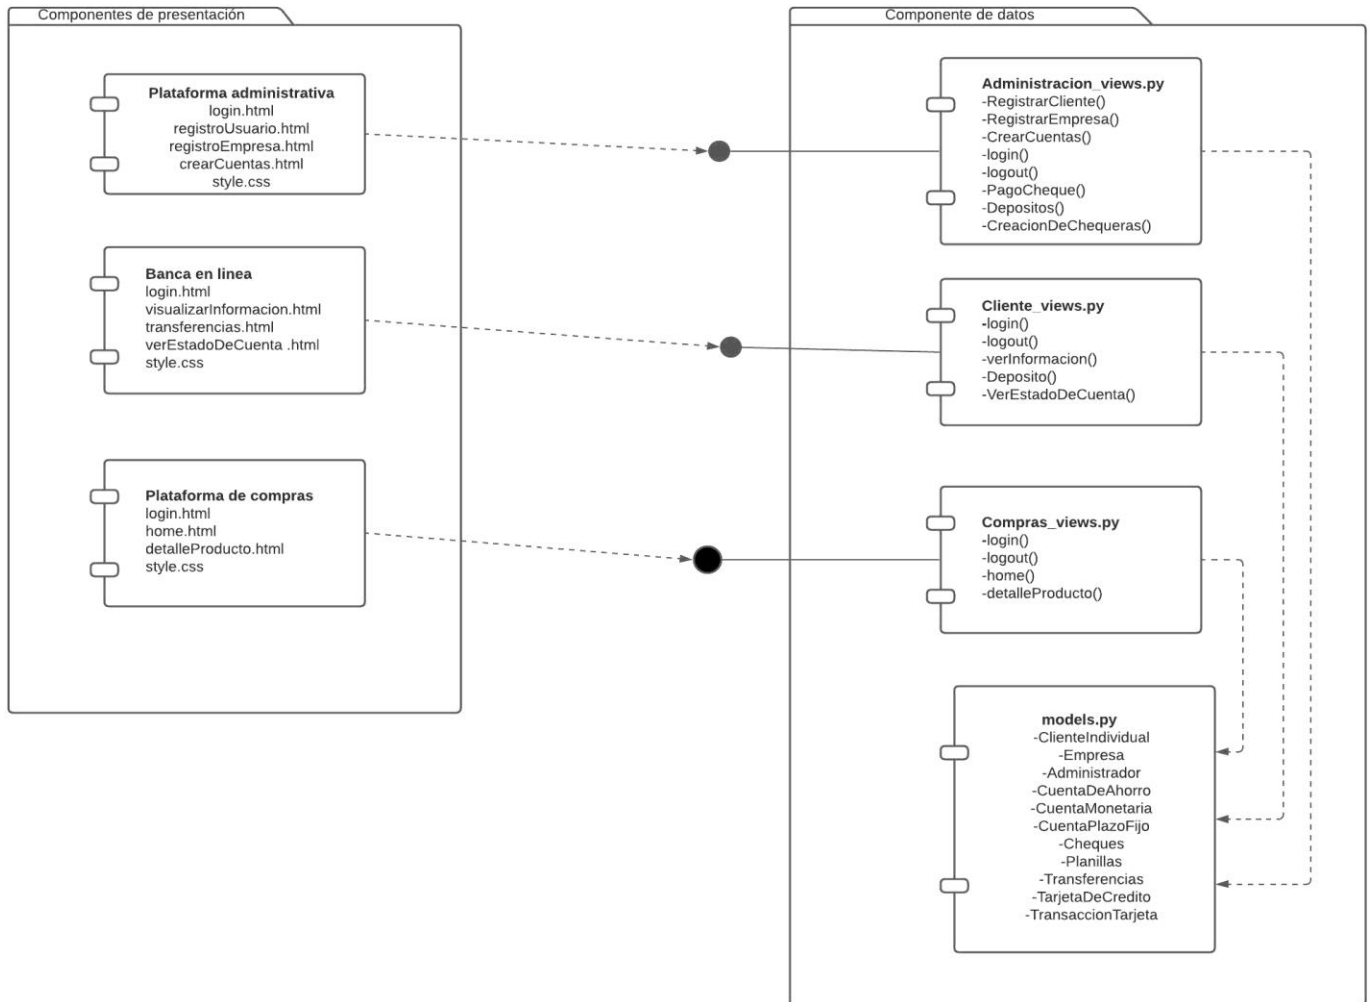 Componentes de presentación
Plataforma administrativa
login.html
registroUsuario.html
registroEmpresa.html
crearCuentas.html
style.css
Banca en linea
login.html
visualizarInformacion.html
transferencias.html
verEstadoDeCuenta .html
style.css
Plataforma de compras
login.html
home.html
detalleProducto.html
style.css
Componente de datos
Administracion_views.py
-RegistrarCliente()
-RegistrarEmpresa()
-CrearCuentas()
-login()
-logout()
-PagoCheque()
-Depositos()
-CreacionDeChequeras()
Cliente_views.py
-login()
-logout()
-verInformacion()
-Deposito()
-VerEstadoDeCuenta()
Compras_views.py
-login()
-logout()
-home()
-detalleProducto()
models.py
-ClienteIndividual
-Empresa
-Administrador
-CuentaDeAhorro
-CuentaMonetaria
-CuentaPlazoFijo
-Cheques
-Planillas
-Transferencias
-TarjetaDeCredito
-TransaccionTarjeta